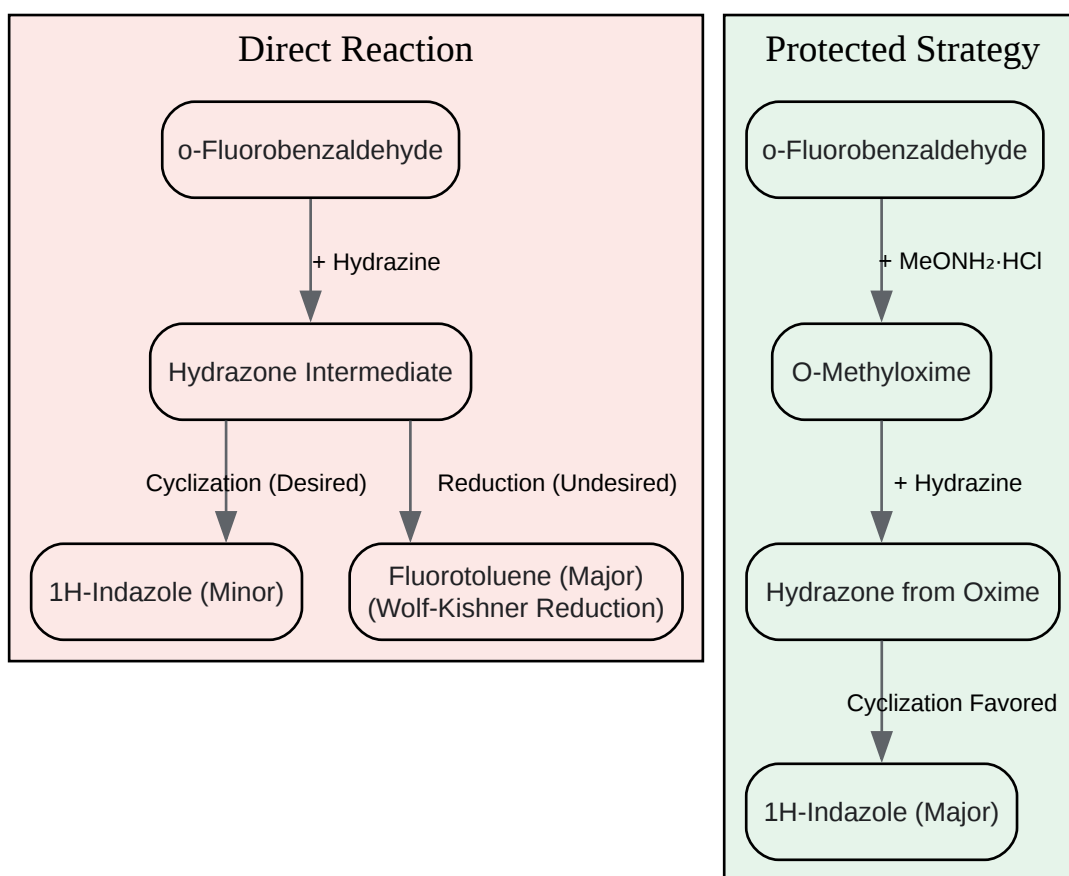 Direct Reaction
o-Fluorobenzaldehyde
+ Hydrazine
Hydrazone Intermediate
Cyclization (Desired)
Reduction (Undesired)
1H-Indazole (Minor)
Fluorotoluene (Major)
(Wolf-Kishner Reduction)
Protected Strategy
o-Fluorobenzaldehyde
+ MeONH₂·HCl
O-Methyloxime
+ Hydrazine
Hydrazone from Oxime
Cyclization Favored
1H-Indazole (Major)